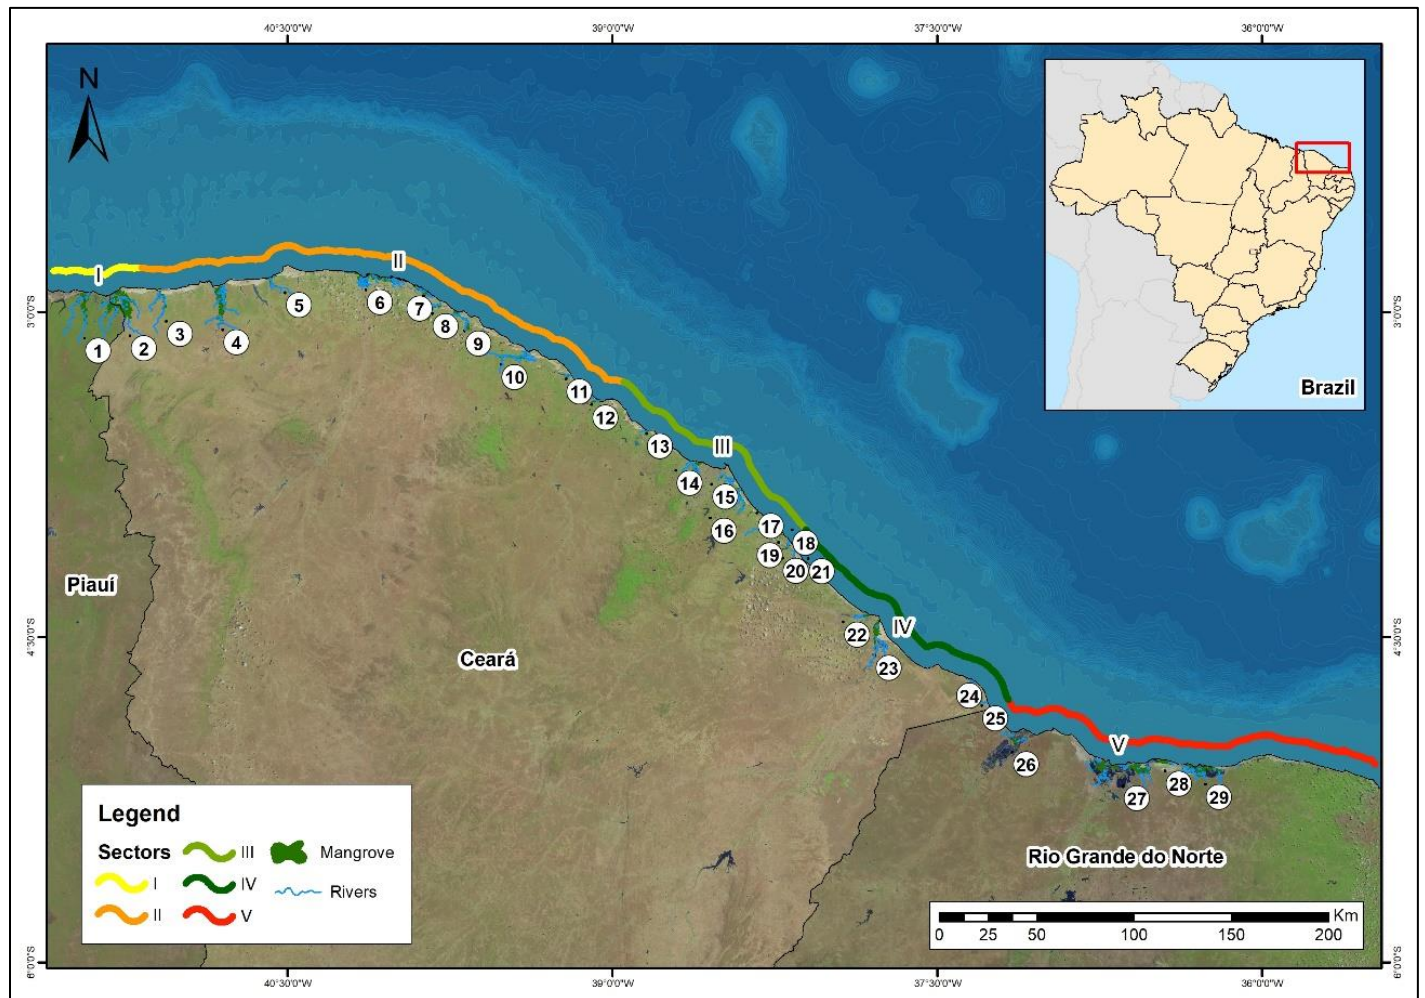 40°30'0"W 39°0'0"W 37°30'0"W 36°0'0"W
N
Brazil
I
II
III
IV
V
3°0'0"S
3°0'0"S
4°30'0"S
4°30'0"S
6°0'0"S
6°0'0"S
1
2
3
4
5
6
7
8
9
10
11
12
13
14
15
16
17
18
19
20
21
22
23
24
25
26
27
28
29
Piauí
Ceará
Rio Grande do Norte
Legend
Sectors
I
II
III
IV
V
Mangrove
Rivers
Km
0 25 50 100 150 200
40°30'0"W 39°0'0"W 37°30'0"W 36°0'0"W